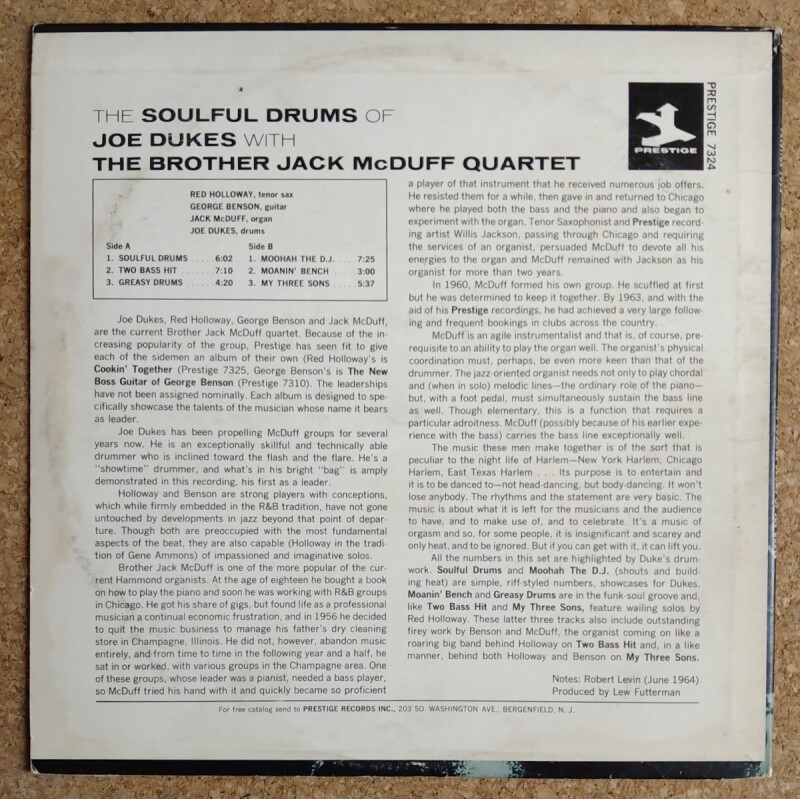 THE SOULFUL DRUMS OF
JOE DUKES WITH
THE BROTHER JACK McDUFF QUARTET
PRESTIGE
PRESTIGE 7324
RED HOLLOWAY, tenor sax
GEORGE BENSON, guitar
JACK McDUFF, organ
JOE DUKES, drums
Side A
1. SOULFUL DRUMS . . . . . 6:02
2. TWO BASS HIT . . . . . . 7:10
3. GREASY DRUMS . . . . . 4:20
Side B
1. MOOHAH THE D.J. . . . . 7:25
2. MOANIN' BENCH . . . . . 3:00
3. MY THREE SONS . . . . . 5:37
Joe Dukes, Red Holloway, George Benson and Jack McDuff,
are the current Brother Jack McDuff quartet. Because of the in-
creasing popularity of the group, Prestige has seen fit to give
each of the sidemen an album of their own (Red Holloway's is
Cookin' Together (Prestige 7325, George Benson's is The New
Boss Guitar of George Benson (Prestige 7310). The leaderships
have not been assigned nominally. Each album is designed to spe-
cifically showcase the talents of the musician whose name it bears
as leader.
Joe Dukes has been propelling McDuff groups for several
years now. He is an exceptionally skillful and technically able
drummer who is inclined toward the flash and the flare. He's a
"showtime" drummer, and what's in his bright "bag" is amply
demonstrated in this recording, his first as a leader.
Holloway and Benson are strong players with conceptions,
which while firmly embedded in the R&B tradition, have not gone
untouched by developments in jazz beyond that point of depar-
ture. Though both are preoccupied with the most fundamental
aspects of the beat, they are also capable (Holloway in the tradi-
tion of Gene Ammons) of impassioned and imaginative solos.
Brother Jack McDuff is one of the more popular of the cur-
rent Hammond organists. At the age of eighteen he bought a book
on how to play the piano and soon he was working with R&B groups
in Chicago. He got his share of gigs, but found life as a professional
musician a continual economic frustration, and in 1956 he decided
to quit the music business to manage his father's dry cleaning
store in Champagne, Illinois. He did not, however, abandon music
entirely, and from time to time in the following year and a half, he
sat in or worked, with various groups in the Champagne area. One
of these groups, whose leader was a pianist, needed a bass player,
so McDuff tried his hand with it and quickly became so proficient
a player of that instrument that he received numerous job offers.
He resisted them for a while, then gave in and returned to Chicago
where he played both the bass and the piano and also began to
experiment with the organ. Tenor Saxophonist and Prestige record-
ing artist Willis Jackson, passing through Chicago and requiring
the services of an organist, persuaded McDuff to devote all his
energies to the organ and McDuff remained with Jackson as his
organist for more than two years.
In 1960, McDuff formed his own group. He scuffled at first
but he was determined to keep it together. By 1963, and with the
aid of his Prestige recordings, he had achieved a very large follow-
ing and frequent bookings in clubs across the country.
McDuff is an agile instrumentalist and that is, of course, pre-
requisite to an ability to play the organ well. The organist's physical
coordination must, perhaps, be even more keen than that of the
drummer. The jazz-oriented organist needs not only to play chordal
and (when in solo) melodic lines—the ordinary role of the piano—
but, with a foot pedal, must simultaneously sustain the bass line
as well. Though elementary, this is a function that requires a
particular adroitness. McDuff (possibly because of his earlier expe-
rience with the bass) carries the bass line exceptionally well.
The music these men make together is of the sort that is
peculiar to the night life of Harlem—New York Harlem, Chicago
Harlem, East Texas Harlem . . . Its purpose is to entertain and
it is to be danced to—not head-dancing, but body-dancing. It won't
lose anybody. The rhythms and the statement are very basic. The
music is about what it is left for the musicians and the audience
to have, and to make use of, and to celebrate. It's a music of
orgasm and so, for some people, it is insignificant and scarey and
only heat, and to be ignored. But if you can get with it, it can lift you.
All the numbers in this set are highlighted by Duke's drum-
work. Soulful Drums and Moohah The D.J. (shouts and build-
ing heat) are simple, riff-styled numbers, showcases for Dukes.
Moanin' Bench and Greasy Drums are in the funk-soul groove and,
like Two Bass Hit and My Three Sons, feature wailing solos by
Red Holloway. These latter three tracks also include outstanding
firey work by Benson and McDuff, the organist coming on like a
roaring big band behind Holloway on Two Bass Hit and, in a like
manner, behind both Holloway and Benson on My Three Sons.
Notes: Robert Levin (June 1964)
Produced by Lew Futterman
For free catalog send to PRESTIGE RECORDS INC., 203 SO. WASHINGTON AVE., BERGENFIELD, N. J.